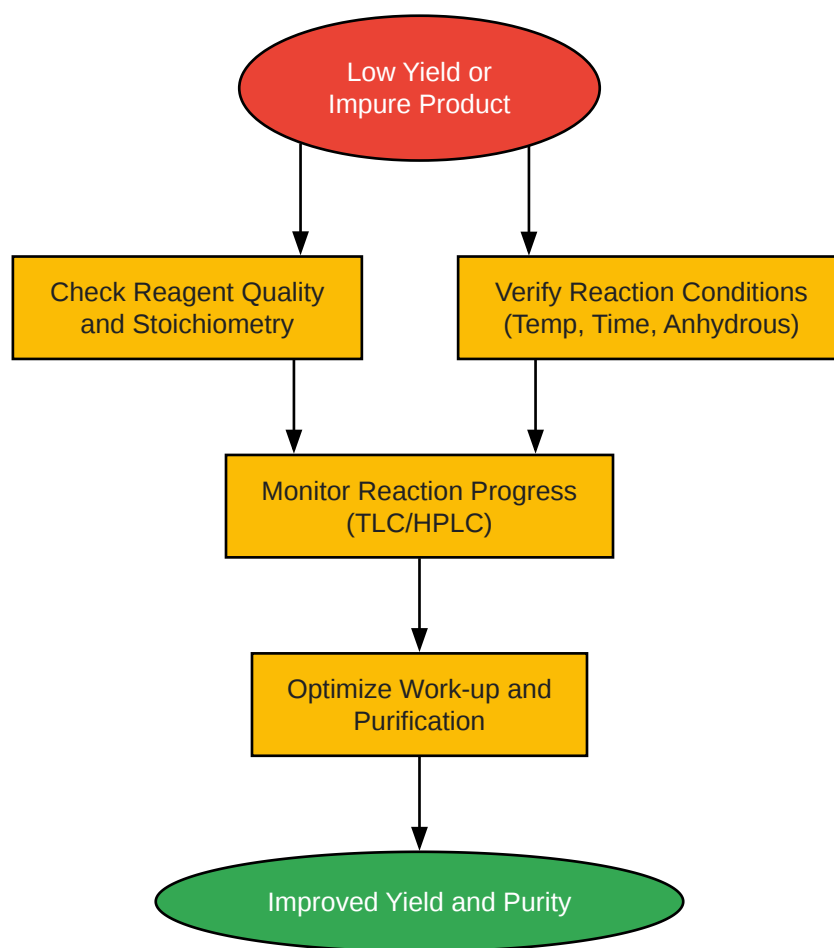 Low Yield or
Impure Product
Check Reagent Quality
and Stoichiometry
Verify Reaction Conditions
(Temp, Time, Anhydrous)
Monitor Reaction Progress
(TLC/HPLC)
Optimize Work-up and
Purification
Improved Yield and Purity